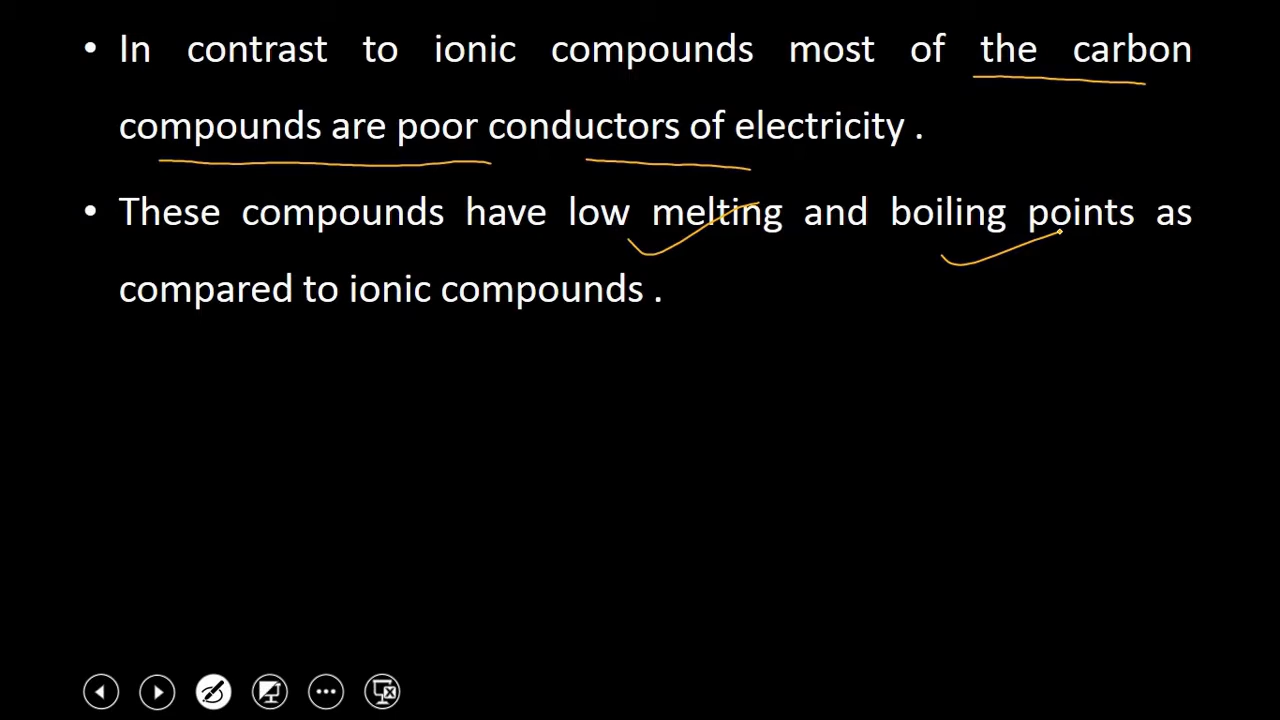 • In contrast to ionic compounds most of the carbon
compounds are poor conductors of electricity .
• These compounds have low melting and boiling points as
compared to ionic compounds .